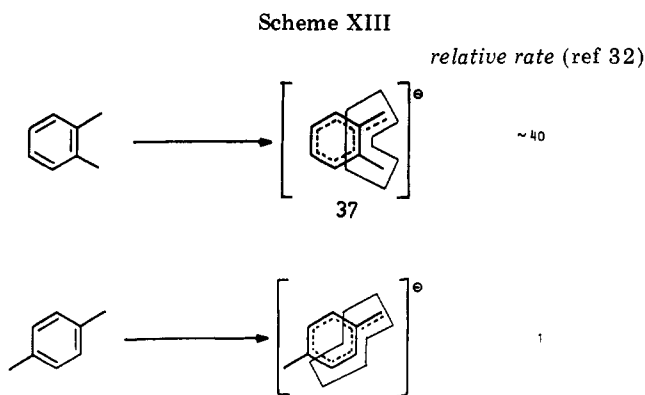 Scheme XIII
relative rate (ref 32)
⊖
~40
37
⊖
1